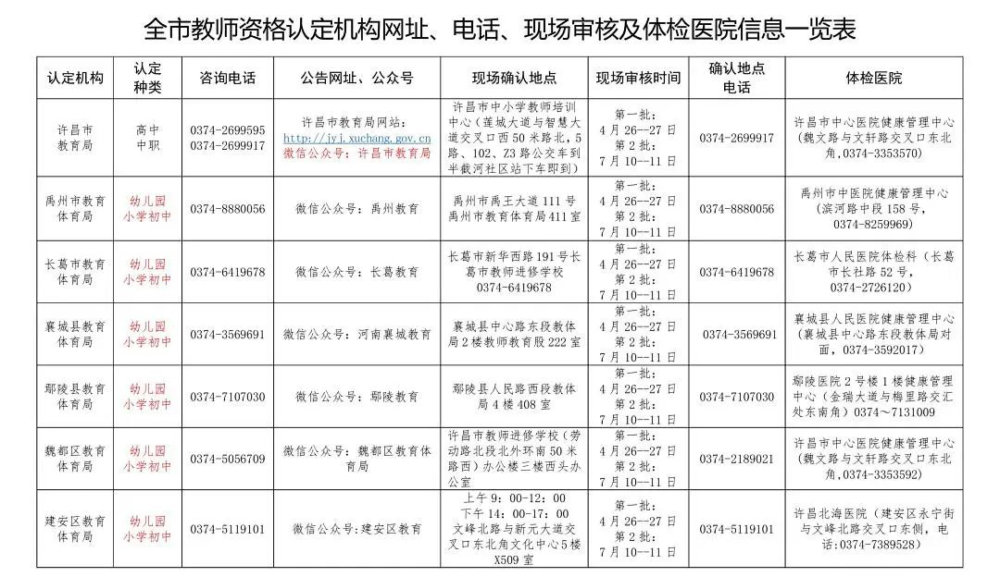 全市教师资格认定机构网址、电话、现场审核及体检医院信息一览表
认定机构
认定
种类
咨询电话
公告网址、公众号
现场确认地点
现场审核时间
确认地点
电话
体检医院
许昌市
教育局
高中
中职
0374-2699595
0374-2699917
许昌市教育局网站:
http://jyj.xuchang.gov.cn
微信公众号: 许昌市教育局
许昌市中小学教师培训
中心（莲城大道与智慧大
道交叉口西50米路北，5
路、102、Z3路公交车到
半截河社区站下车即到）
第一批:
4月26--27日
第2批:
7月10--11日
0374-2699917
许昌市中心医院健康管理中心
(魏文路与文轩路交叉口东北
角,0374-3353570)
禹州市教育
体育局
幼儿园
小学初中
0374-8880056
微信公众号: 禹州教育
禹州市禹王大道111号
禹州市教育体育局411室
第一批:
4月26--27日
第2批:
7月10--11日
0374-8880056
禹州市中医院健康管理中心
(滨河路中段158号,
0374-8259969)
长葛市教育
体育局
幼儿园
小学初中
0374-6419678
微信公众号: 长葛教育
长葛市新华西路191号长
葛市教师进修学校
0374-6419678
第一批:
4月26--27日
第2批:
7月10--11日
0374-6419678
长葛市人民医院体检科（长葛
市长社路52号,
0374-2726120）
襄城县教育
体育局
幼儿园
小学初中
0374-3569691
微信公众号: 河南襄城教育
襄城县中心路东段教体
局2楼教师教育股222室
第一批:
4月26--27日
第2批:
7月10--11日
0374-3569691
襄城县人民医院健康管理中心
(襄城县中心路东段教体局对
面，0374-3592017)
鄢陵县教育
体育局
幼儿园
小学初中
0374-7107030
微信公众号: 鄢陵教育
鄢陵县人民路西段教体
局4楼408室
第一批:
4月26--27日
第2批:
7月10--11日
0374-7107030
鄢陵医院2号楼1楼健康管理
中心（金瑞大道与梅里路交汇
处东南角）0374～7131009
魏都区教育
体育局
幼儿园
小学初中
0374-5056709
微信公众号: 魏都区教育体
育局
许昌市教师进修学校（劳
动路北段北外环南50米
路西）办公楼三楼西头办
公室
第一批:
4月26--27日
第2批:
7月10--11日
0374-2189021
许昌市中心医院健康管理中心
(魏文路与文轩路交叉口东北
角,0374-3353592)
建安区教育
体育局
幼儿园
小学初中
0374-5119101
微信公众号:建安区教育
上午9: 00-12: 00
下午14: 00-17: 00
文峰北路与新元大道交
叉口东北角文化中心5楼
X509室
第一批:
4月26--27日
第2批:
7月10--11日
0374-5119101
许昌北海医院（建安区永宁街
与文峰北路交叉口东侧，电
话:0374-7389528）